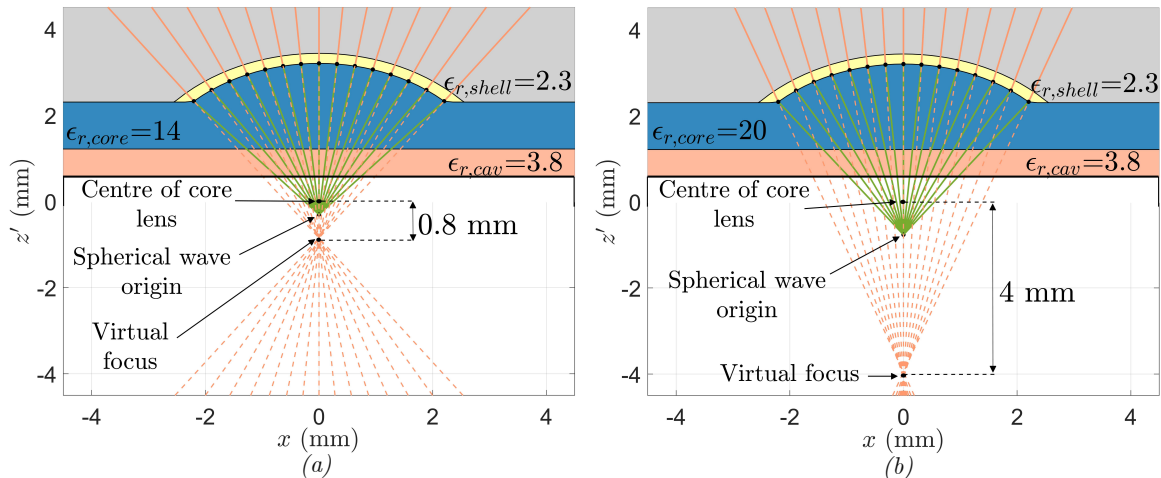 4
2
0
-2
-4
z′ (mm)
ϵr,shell=2.3
ϵr,core=14
ϵr,cav=3.8
Centre of core
lens
0.8 mm
Spherical wave
origin
Virtual
focus
-4 -2 0 2 4
x (mm)
(a)
4
2
0
-2
-4
z′ (mm)
ϵr,shell=2.3
ϵr,core=20
ϵr,cav=3.8
Centre of core
lens
Spherical wave
origin
4 mm
Virtual focus
-4 -2 0 2 4
x (mm)
(b)